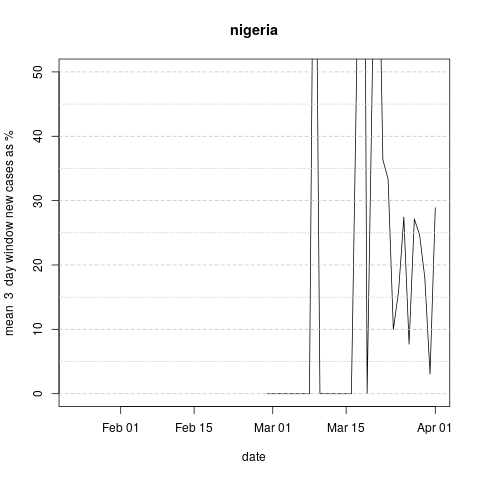 nigeria
mean 3 day window new cases as %
50
40
30
20
10
0
Feb 01
Feb 15
Mar 01
Mar 15
Apr 01
date